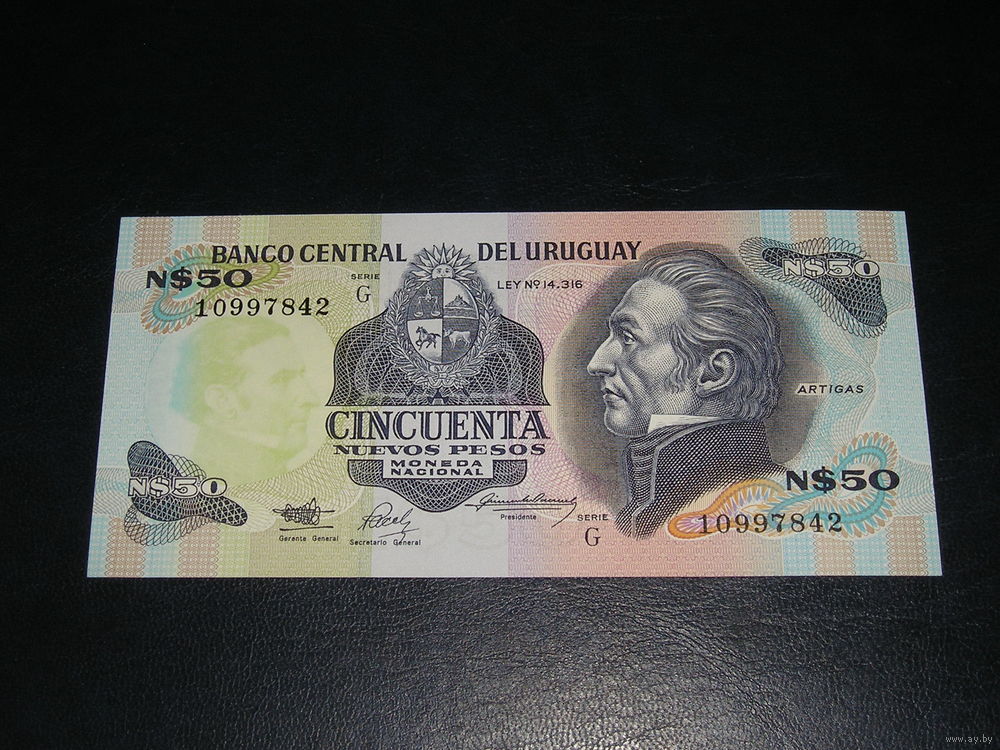 BANCO CENTRAL DEL URUGUAY
N$50
N$50
SERIE
G
LEY Nº 14.316
10997842
ARTIGAS
CINCUENTA
NUEVOS PESOS
MONEDA
NACIONAL
N$50
N$50
Gerente General
Secretario General
Presidente
SERIE
G
10997842
www.ay.by